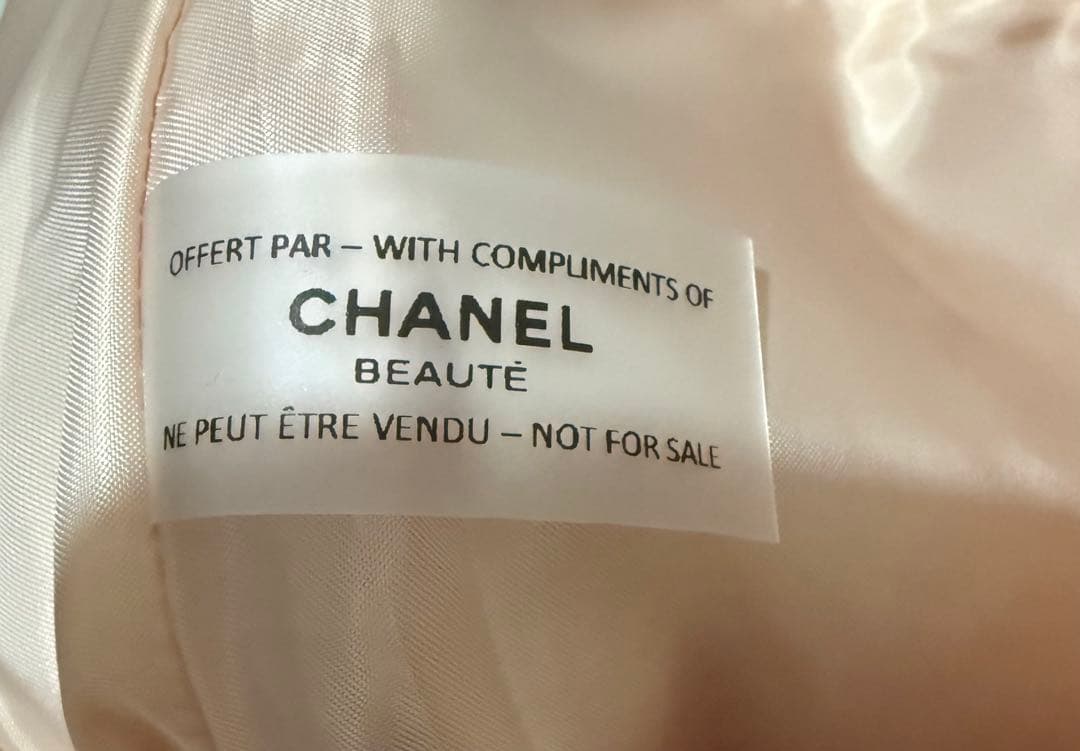 OFFERT PAR – WITH COMPLIMENTS OF
CHANEL
BEAUTÉ
NE PEUT ÊTRE VENDU – NOT FOR SALE